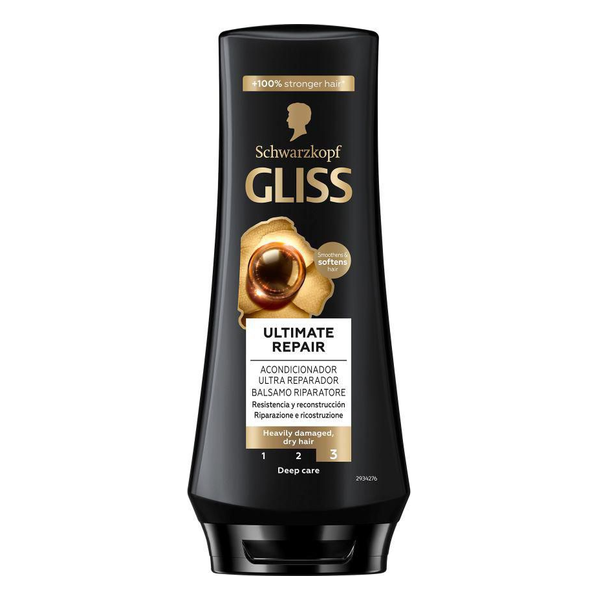 +100% stronger hair*
Schwarzkopf
GLISS
Smoothens &
softens
hair
ULTIMATE
REPAIR
ACONDICIONADOR
ULTRA REPARADOR
BALSAMO RIPARATORE
Resistencia y reconstrucción
Riparazione e ricostruzione
Heavily damaged,
dry hair
1 2 3
Deep care
2934276